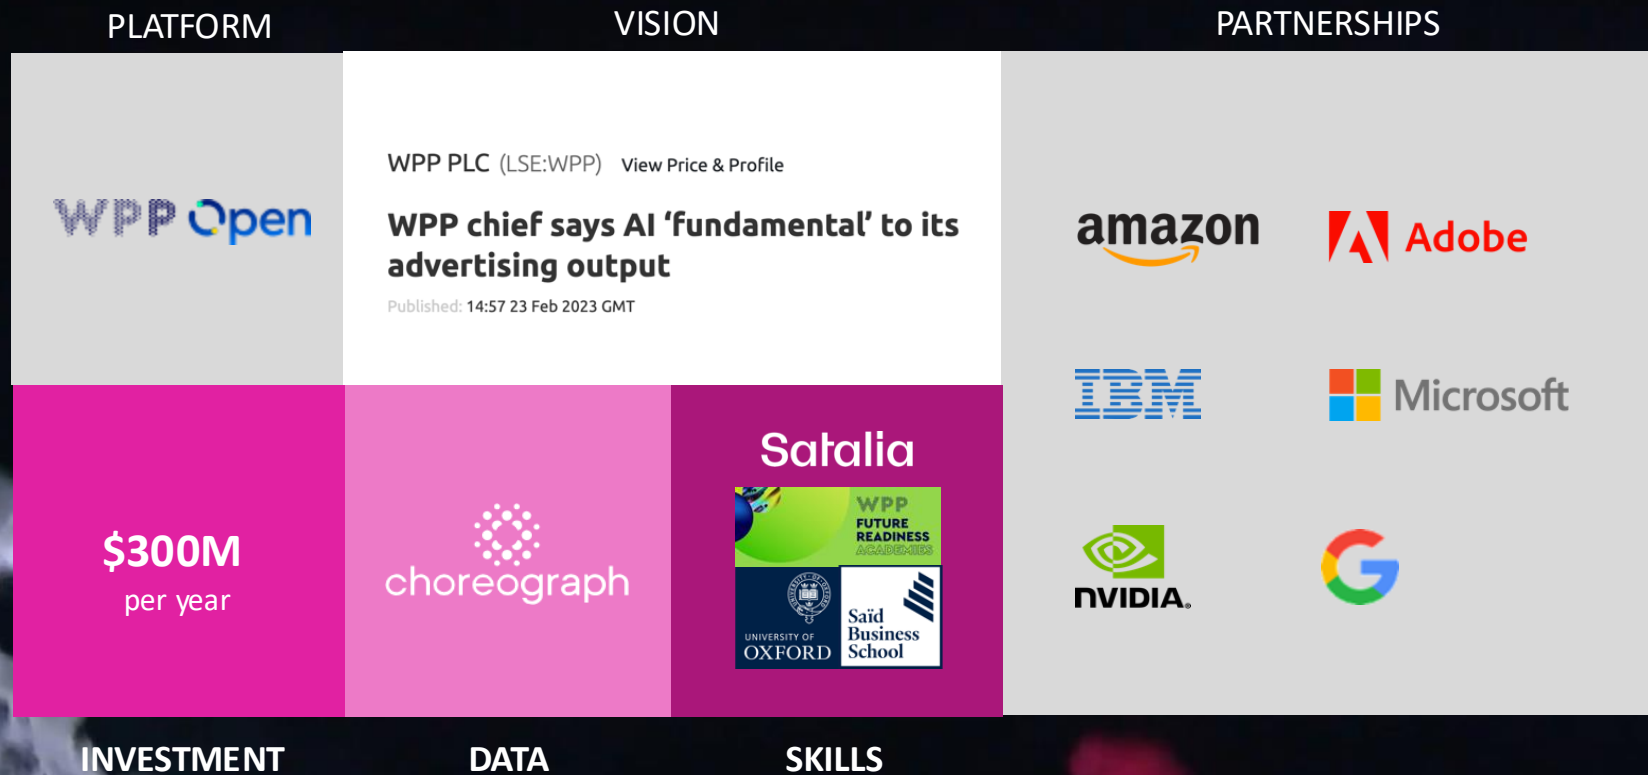 PLATFORM
VISION
PARTNERSHIPS
WPP Open
WPP PLC (LSE:WPP) View Price & Profile
WPP chief says AI ‘fundamental’ to its
advertising output
Published: 14:57 23 Feb 2023 GMT
amazon
Adobe
IBM
Microsoft
NVIDIA.
G
$300M
per year
choreograph
Satalia
WPP
FUTURE
READINESS
ACADEMIES
UNIVERSITY OF
OXFORD
Saïd
Business
School
INVESTMENT
DATA
SKILLS